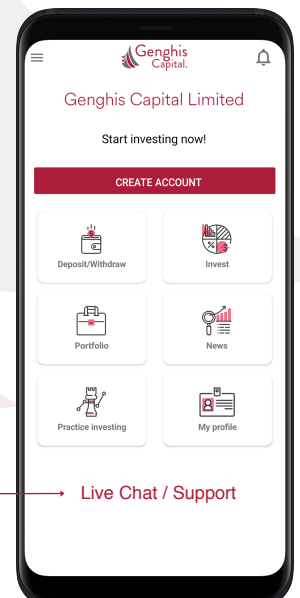 Genghis
Capital.
Genghis Capital Limited
Start investing now!
CREATE ACCOUNT
Deposit/Withdraw
Invest
Portfolio
News
Practice investing
My profile
Live Chat / Support